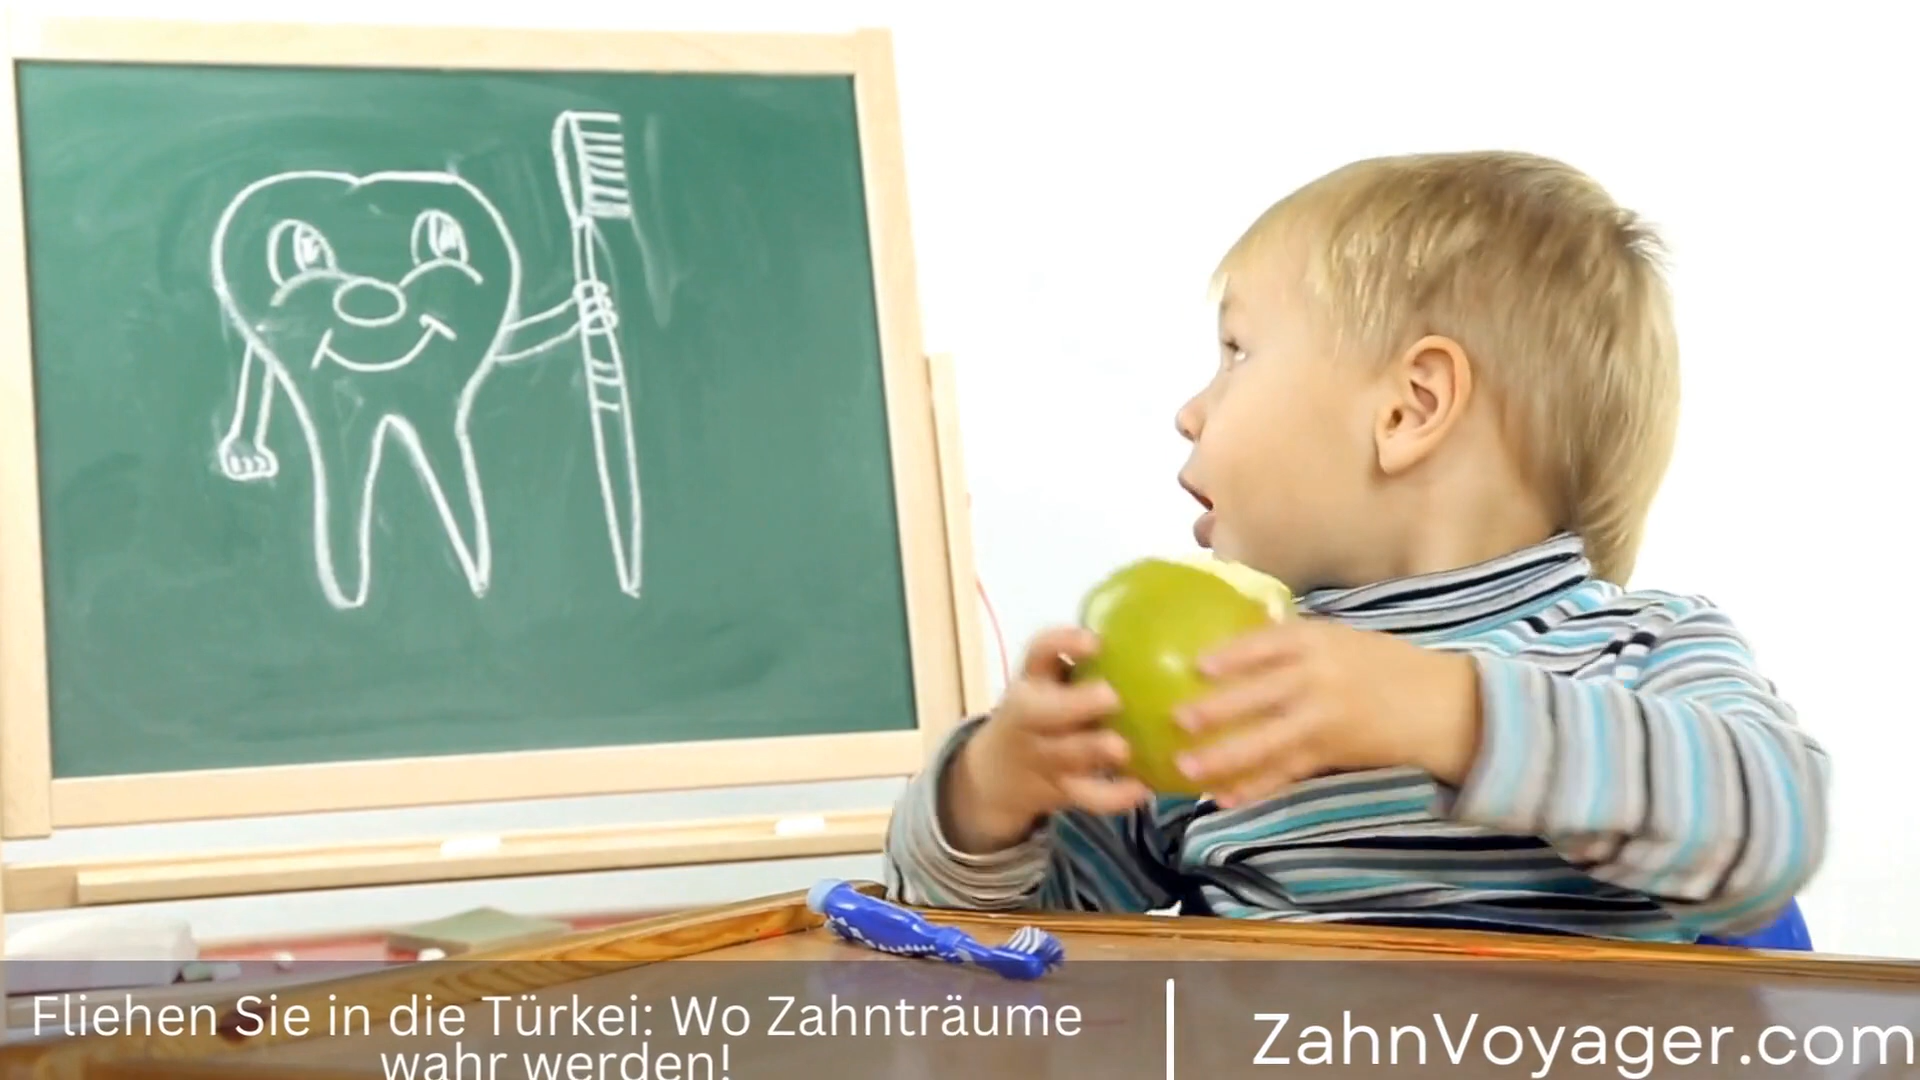 Fliehen Sie in die Türkei: Wo Zahnträume
wahr werden!
ZahnVoyager.com